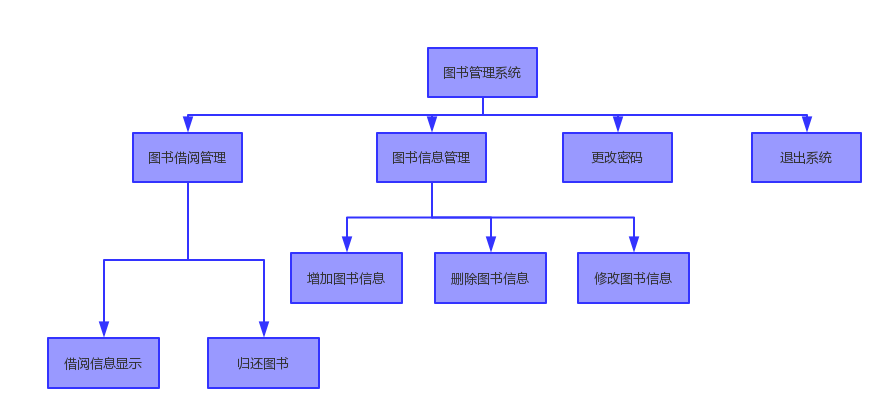 图书管理系统
图书借阅管理
图书信息管理
更改密码
退出系统
增加图书信息
删除图书信息
修改图书信息
借阅信息显示
归还图书